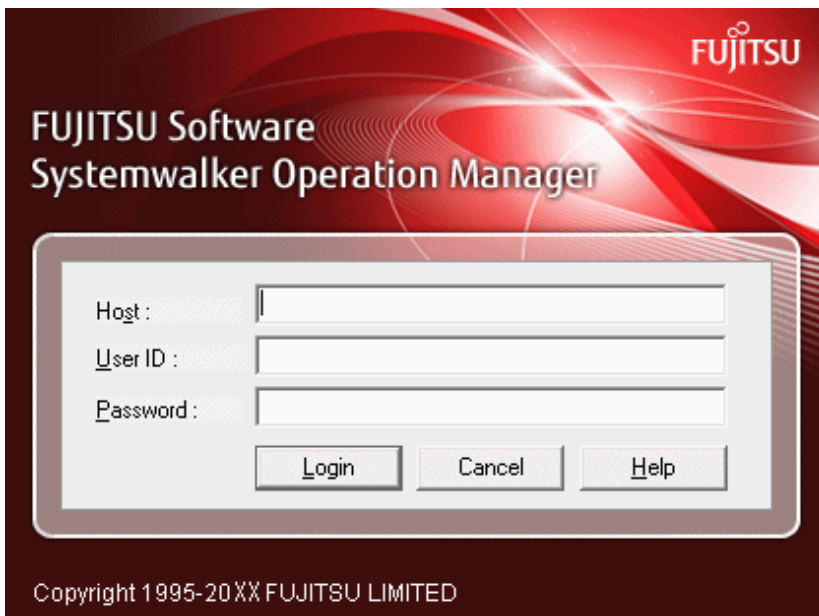 FUJITSU
FUJITSU Software
Systemwalker Operation Manager
Host :
User ID :
Password :
Login Cancel Help
Copyright 1995-20XX FUJITSU LIMITED